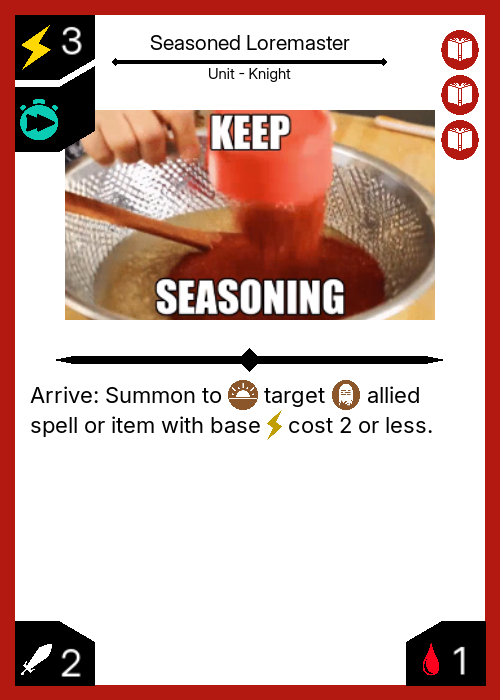 3
Seasoned Loremaster
Unit - Knight
KEEP
SEASONING
Arrive: Summon to target allied
spell or item with base cost 2 or less.
2
1